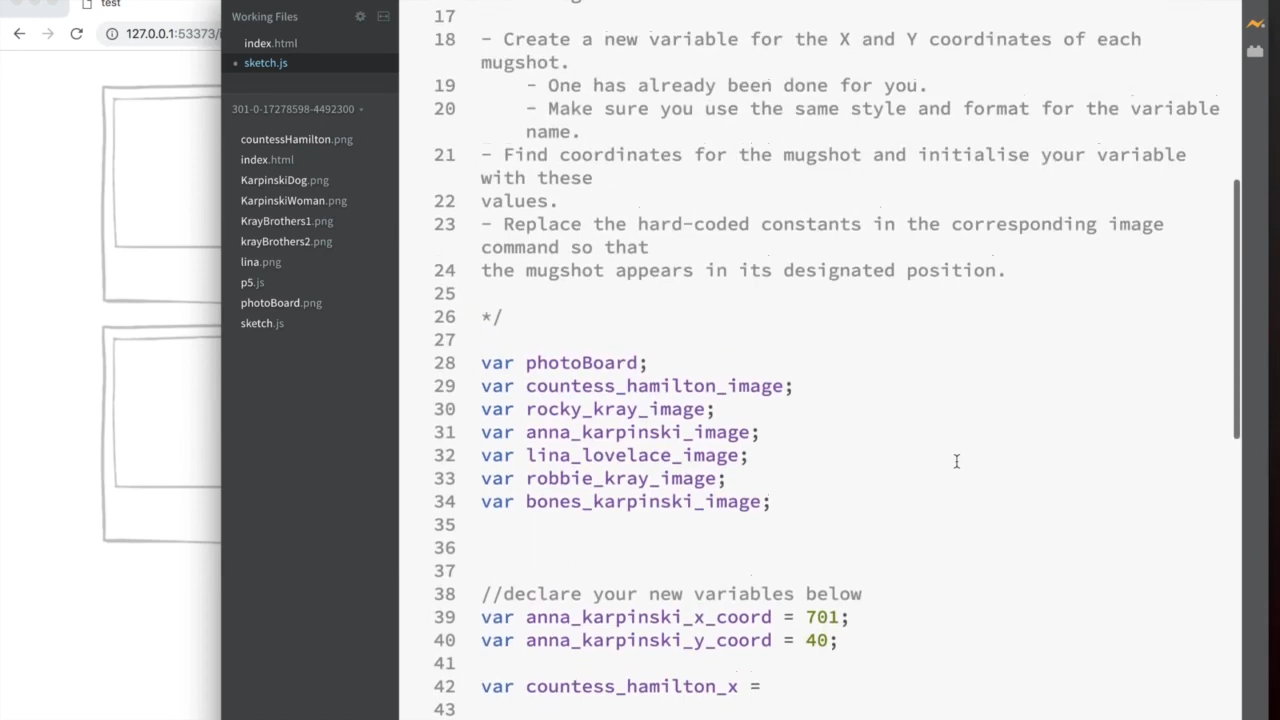 test
127.0.0.1:53373/
Working Files
index.html
sketch.js
301-0-17278598-4492300
countessHamilton.png
index.html
KarpinskiDog.png
KarpinskiWoman.png
KrayBrothers1.png
krayBrothers2.png
lina.png
p5.js
photoBoard.png
sketch.js
17
18 - Create a new variable for the X and Y coordinates of each
mugshot.
19 - One has already been done for you.
20 - Make sure you use the same style and format for the variable
name.
21 - Find coordinates for the mugshot and initialise your variable
with these
22 values.
23 - Replace the hard-coded constants in the corresponding image
command so that
24 the mugshot appears in its designated position.
25
26 */
27
28 var photoBoard;
29 var countess_hamilton_image;
30 var rocky_kray_image;
31 var anna_karpinski_image;
32 var lina_lovelace_image;
33 var robbie_kray_image;
34 var bones_karpinski_image;
35
36
37
38 //declare your new variables below
39 var anna_karpinski_x_coord = 701;
40 var anna_karpinski_y_coord = 40;
41
42 var countess_hamilton_x =
43